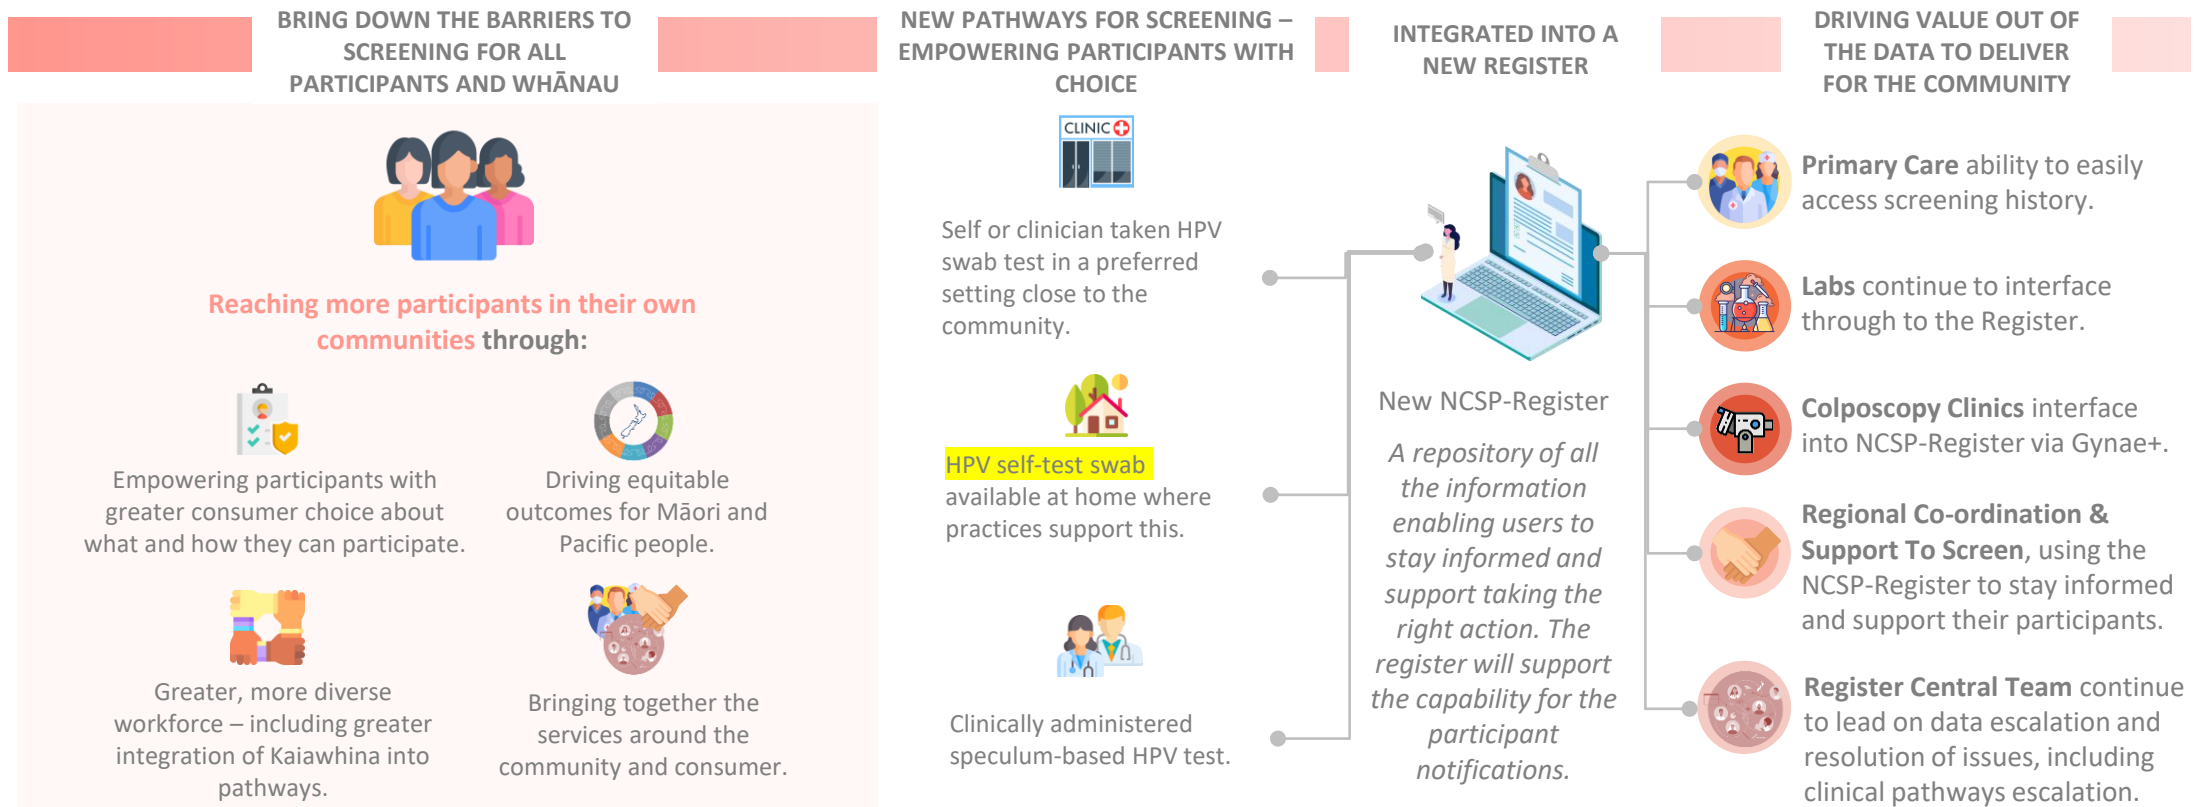 BRING DOWN THE BARRIERS TO
SCREENING FOR ALL
PARTICIPANTS AND WHĀNAU
Reaching more participants in their own
communities through:
Empowering participants with
greater consumer choice about
what and how they can participate.
Driving equitable
outcomes for Māori and
Pacific people.
Greater, more diverse
workforce – including greater
integration of Kaiawhina into
pathways.
Bringing together the
services around the
community and consumer.
NEW PATHWAYS FOR SCREENING –
EMPOWERING PARTICIPANTS WITH
CHOICE
CLINIC
Self or clinician taken HPV
swab test in a preferred
setting close to the
community.
HPV self-test swab
available at home where
practices support this.
Clinically administered
speculum-based HPV test.
INTEGRATED INTO A
NEW REGISTER
New NCSP-Register
A repository of all
the information
enabling users to
stay informed and
support taking the
right action. The
register will support
the capability for the
participant
notifications.
DRIVING VALUE OUT OF
THE DATA TO DELIVER
FOR THE COMMUNITY
Primary Care ability to easily
access screening history.
Labs continue to interface
through to the Register.
Colposcopy Clinics interface
into NCSP-Register via Gynae+.
Regional Co-ordination &
Support To Screen, using the
NCSP-Register to stay informed
and support their participants.
Register Central Team continue
to lead on data escalation and
resolution of issues, including
clinical pathways escalation.